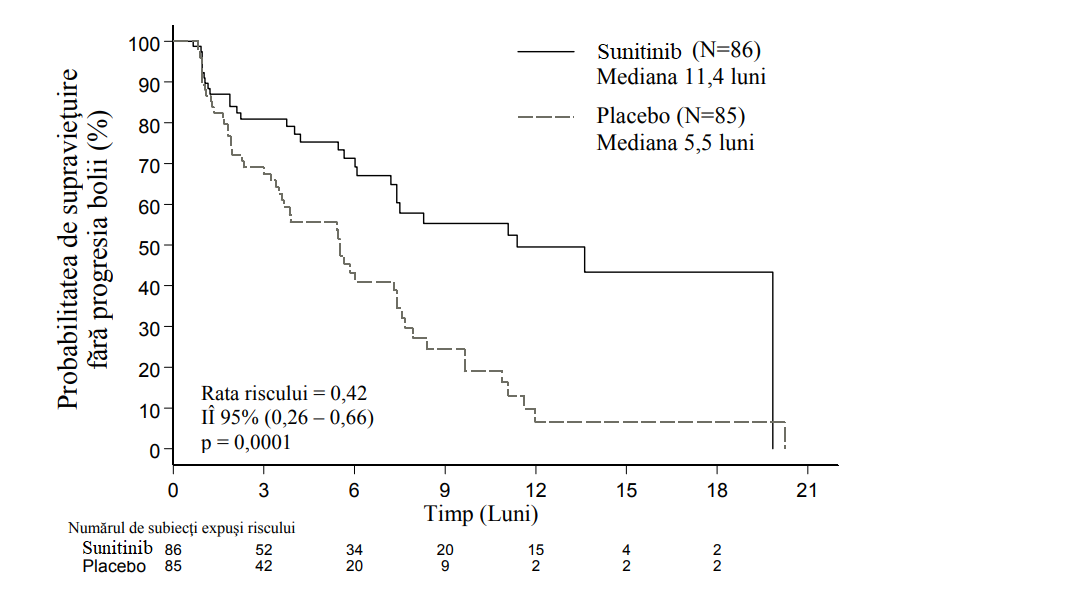 Probabilitatea de supraviețuire
fără progresia bolii (%)
100
90
80
70
60
50
40
30
20
10
0
Sunitinib (N=86)
Mediana 11,4 luni
Placebo (N=85)
Mediana 5,5 luni
Rata riscului = 0,42
IÎ 95% (0,26 – 0,66)
p = 0,0001
0 3 6 9 12 15 18 21
Timp (Luni)
Numărul de subiecți expuși riscului
Sunitinib 86 52 34 20 15 4 2
Placebo 85 42 20 9 2 2 2